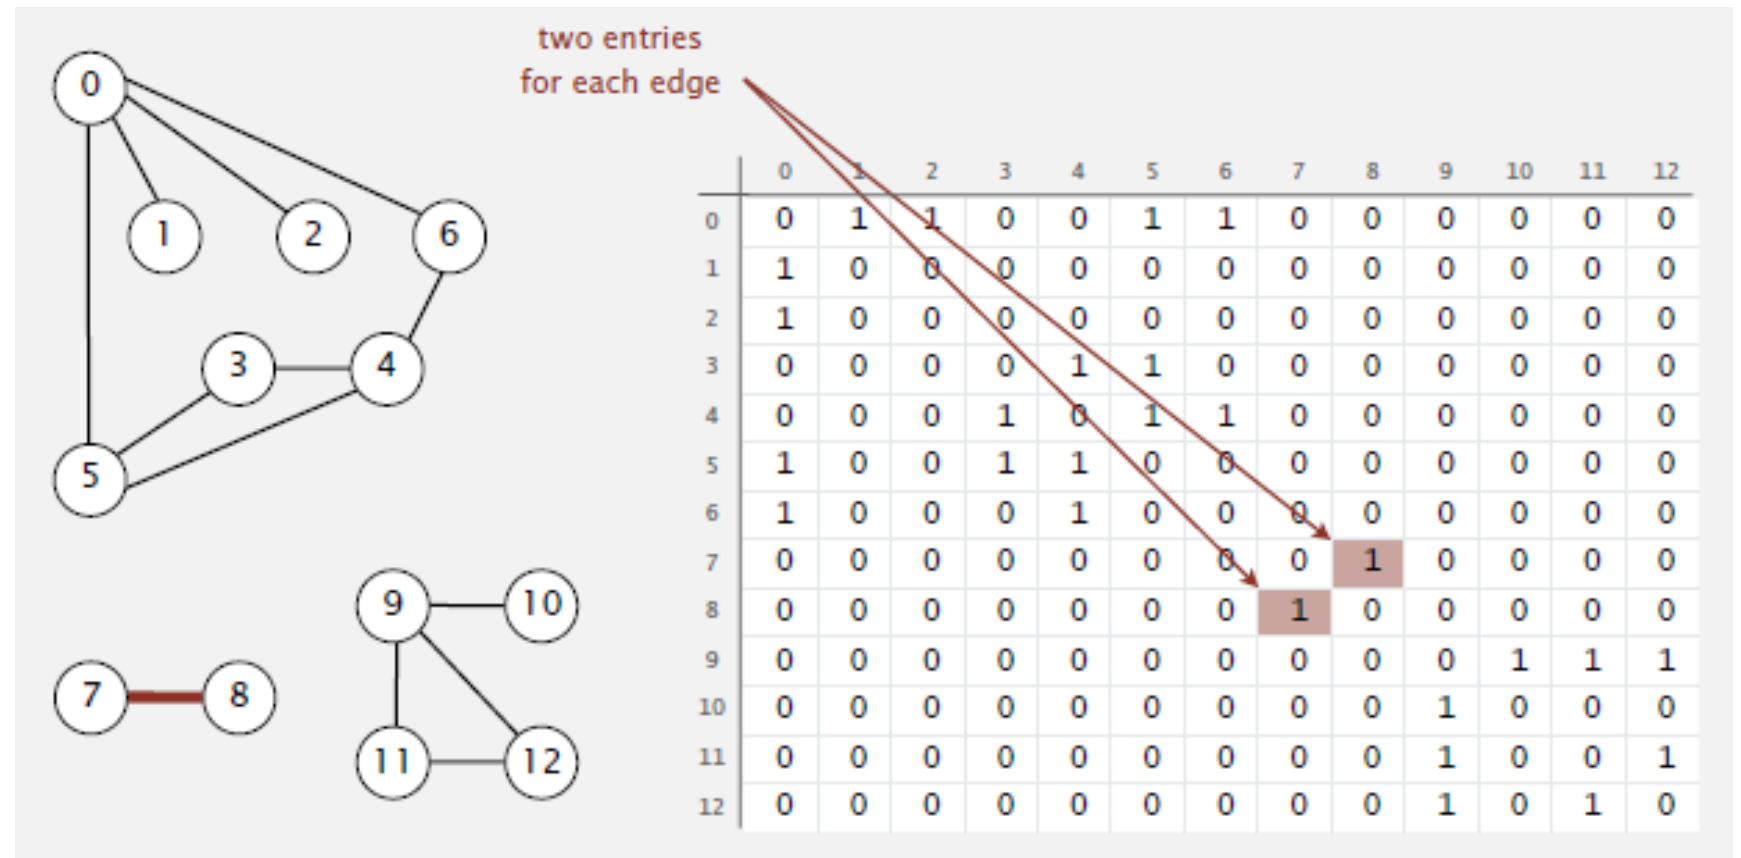 two entries
for each edge
0
1 2 6
3 4
5
9 10
7 8
11 12
0 1 2 3 4 5 6 7 8 9 10 11 12
0 0 1 1 0 0 1 1 0 0 0 0 0 0
1 1 0 0 0 0 0 0 0 0 0 0 0 0
2 1 0 0 0 0 0 0 0 0 0 0 0 0
3 0 0 0 0 1 1 0 0 0 0 0 0 0
4 0 0 0 1 0 1 1 0 0 0 0 0 0
5 1 0 0 1 1 0 0 0 0 0 0 0 0
6 1 0 0 0 1 0 0 0 0 0 0 0 0
7 0 0 0 0 0 0 0 0 1 0 0 0 0
8 0 0 0 0 0 0 0 1 0 0 0 0 0
9 0 0 0 0 0 0 0 0 0 0 1 1 1
10 0 0 0 0 0 0 0 0 0 1 0 0 0
11 0 0 0 0 0 0 0 0 0 1 0 0 1
12 0 0 0 0 0 0 0 0 0 1 0 1 0